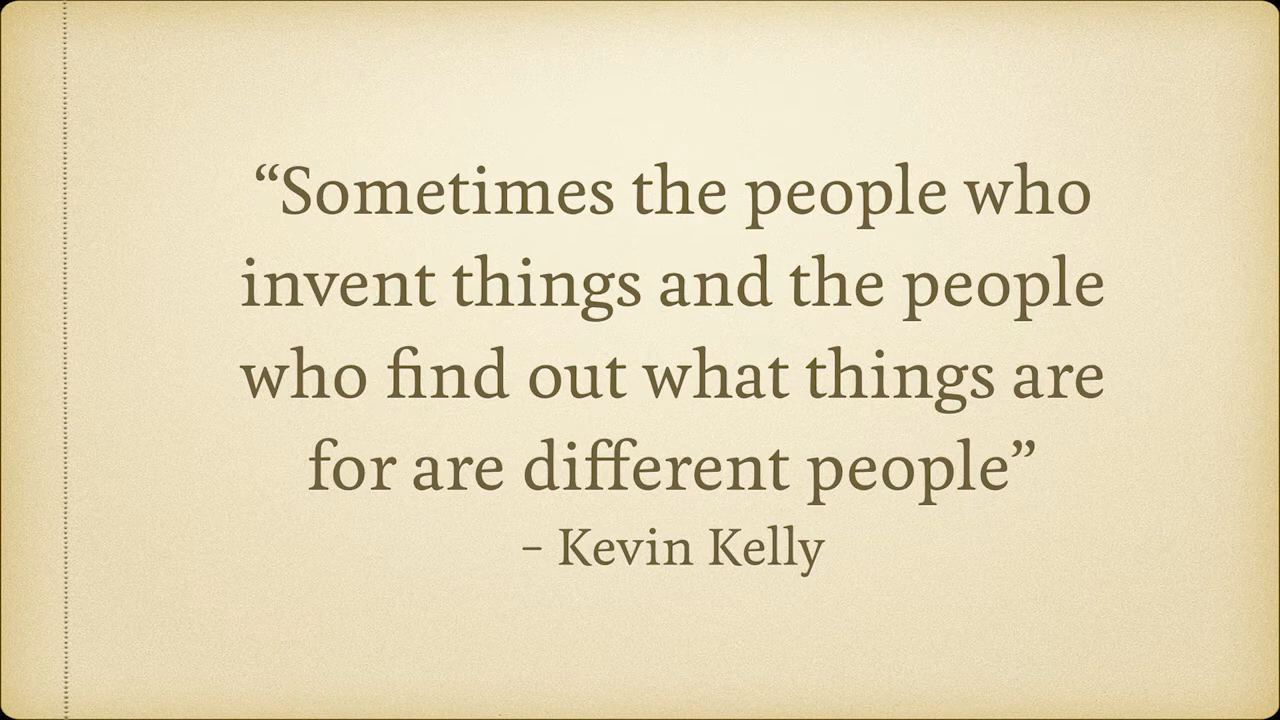 “Sometimes the people who
invent things and the people
who find out what things are
for are different people”
– Kevin Kelly